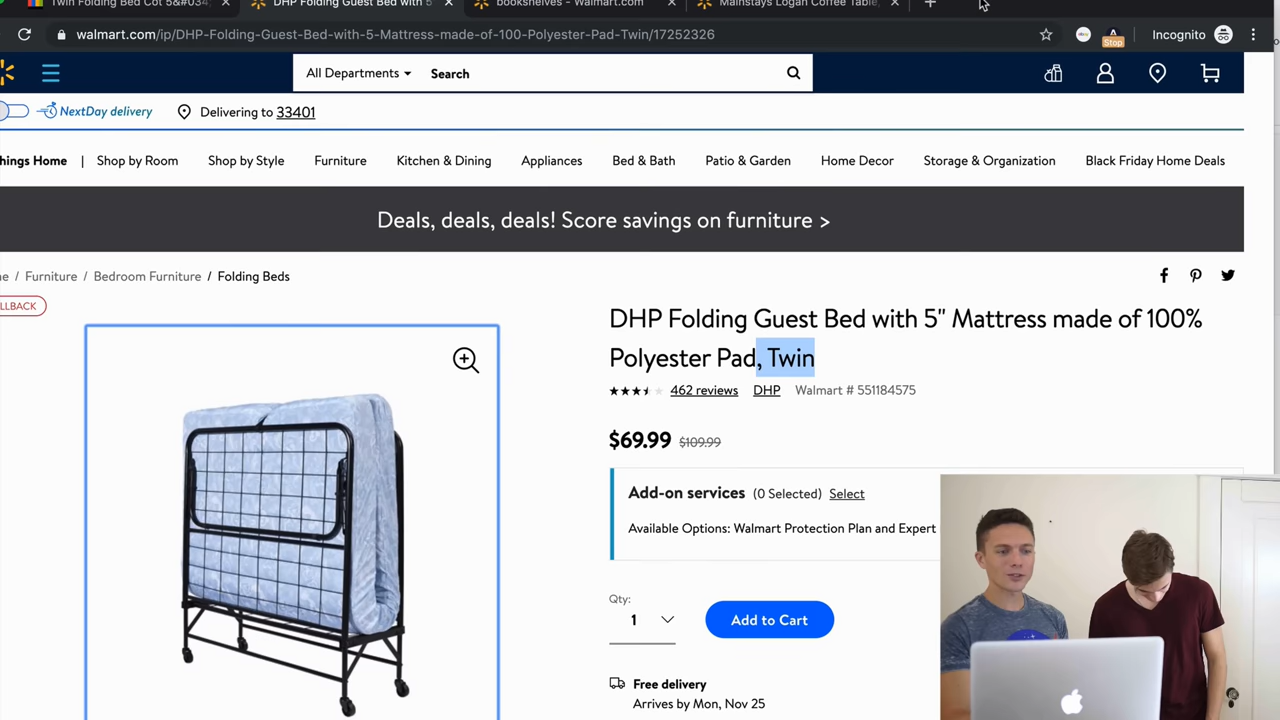 Twin Folding Bed Cot 5&#034;
DHP Folding Guest Bed with 5
bookshelves - Walmart.com
Mainstays Logan Coffee Table,
walmart.com/ip/DHP-Folding-Guest-Bed-with-5-Mattress-made-of-100-Polyester-Pad-Twin/17252326
Stop
Incognito
All Departments
Search
NextDay delivery
Delivering to 33401
hings Home | Shop by Room Shop by Style Furniture Kitchen & Dining Appliances Bed & Bath Patio & Garden Home Decor Storage & Organization Black Friday Home Deals
Deals, deals, deals! Score savings on furniture >
ne / Furniture / Bedroom Furniture / Folding Beds
LLBACK
DHP Folding Guest Bed with 5" Mattress made of 100%
Polyester Pad, Twin
462 reviews DHP Walmart # 551184575
$69.99 $109.99
Add-on services (0 Selected) Select
Available Options: Walmart Protection Plan and Expert
Qty:
1
Add to Cart
Free delivery
Arrives by Mon, Nov 25